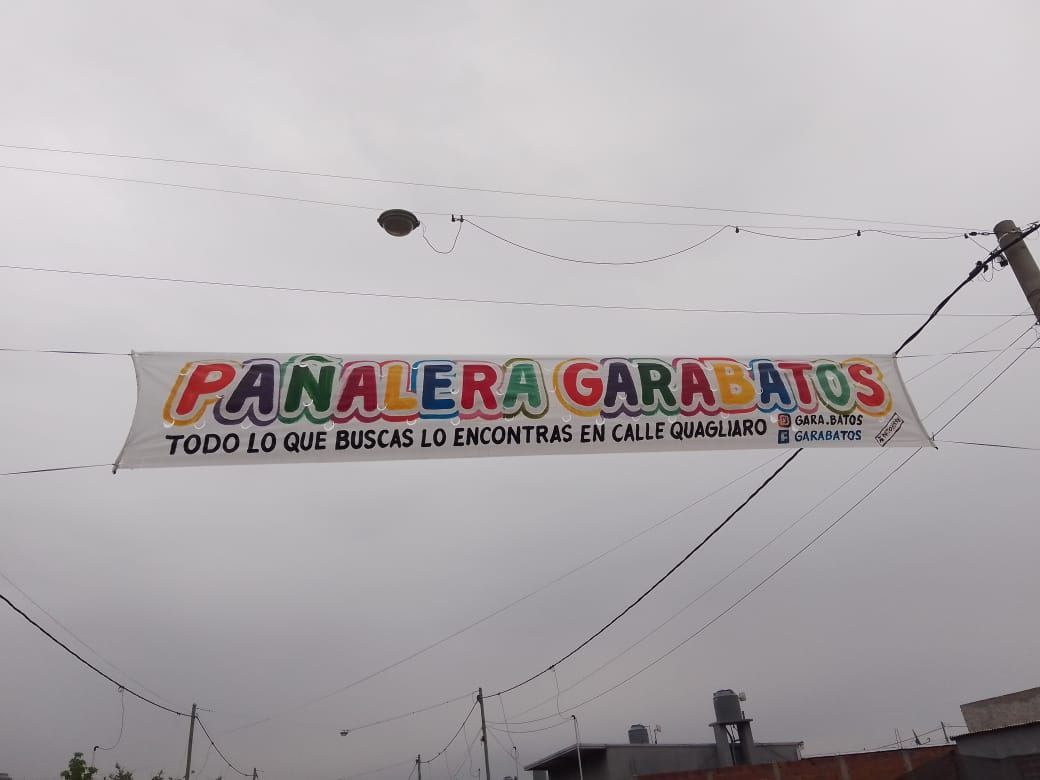 PAÑALERA GARABATOS
TODO LO QUE BUSCAS LO ENCONTRAS EN CALLE QUAGLIARO
GARA.BATOS
GARABATOS